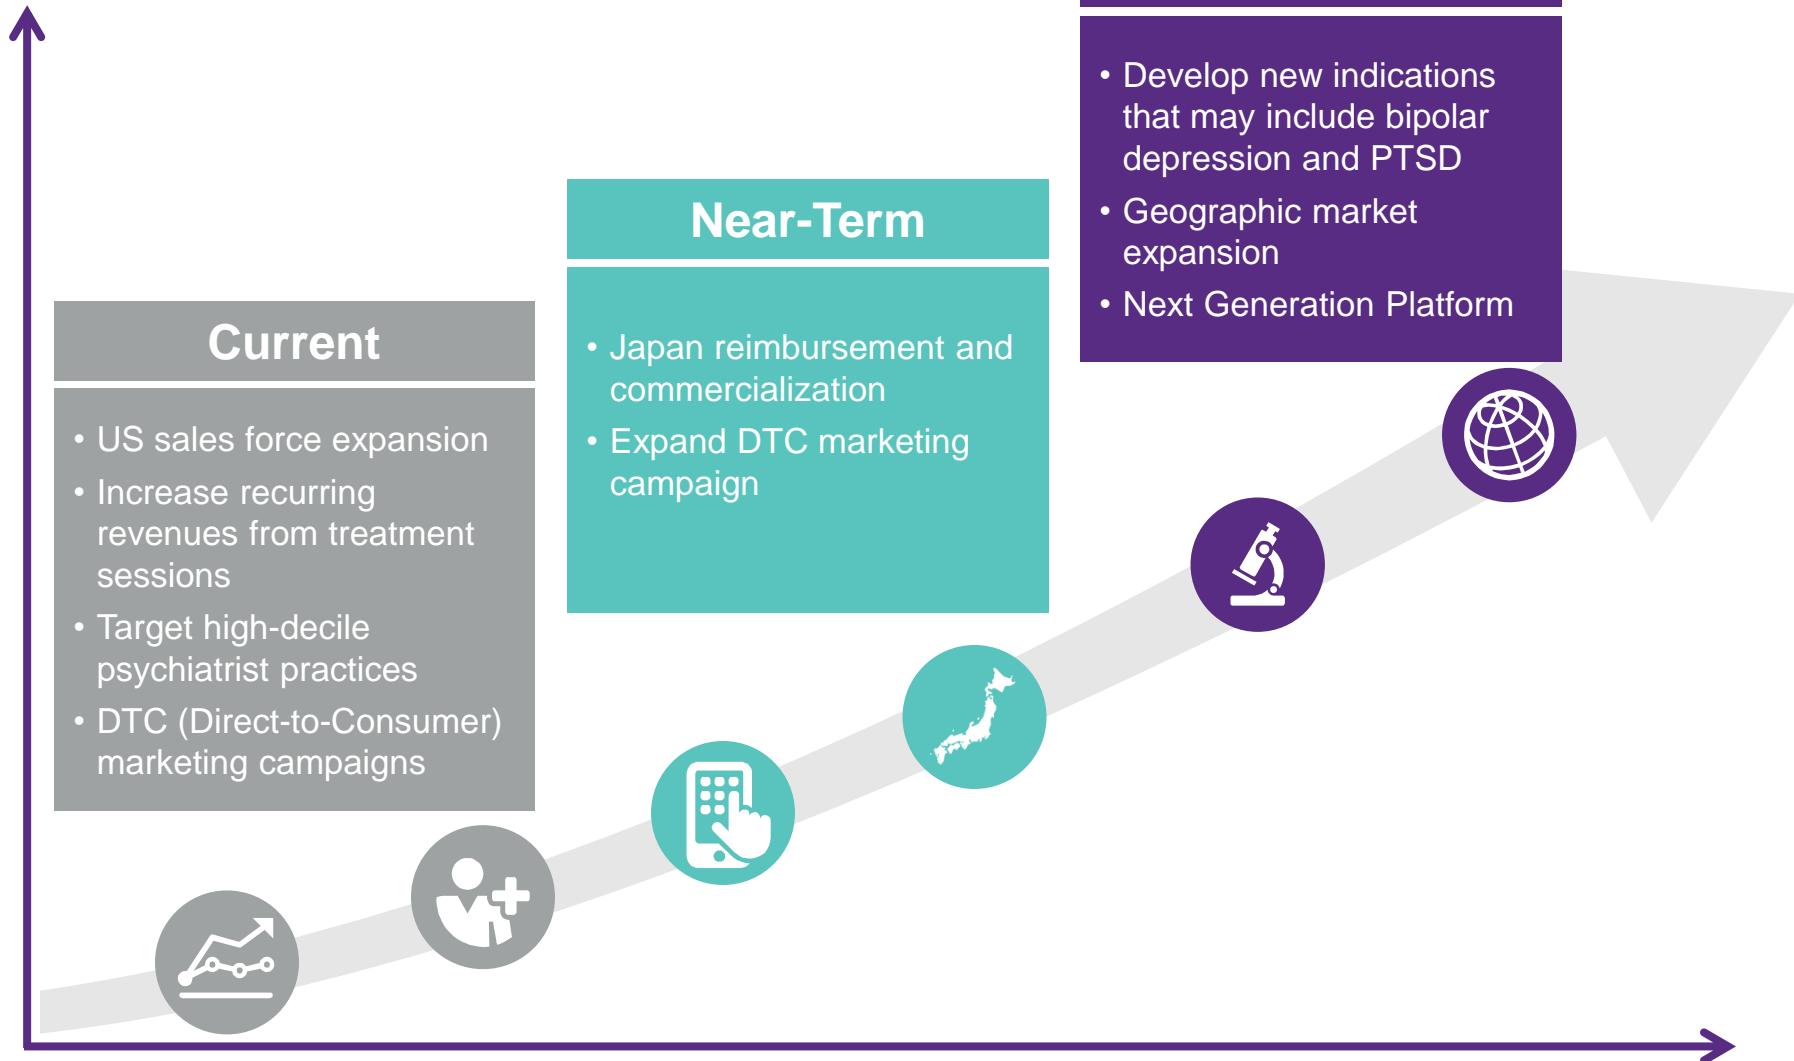 Current
• US sales force expansion
• Increase recurring
revenues from treatment
sessions
• Target high-decile
psychiatrist practices
• DTC (Direct-to-Consumer)
marketing campaigns
Near-Term
• Japan reimbursement and
commercialization
• Expand DTC marketing
campaign
• Develop new indications
that may include bipolar
depression and PTSD
• Geographic market
expansion
• Next Generation Platform